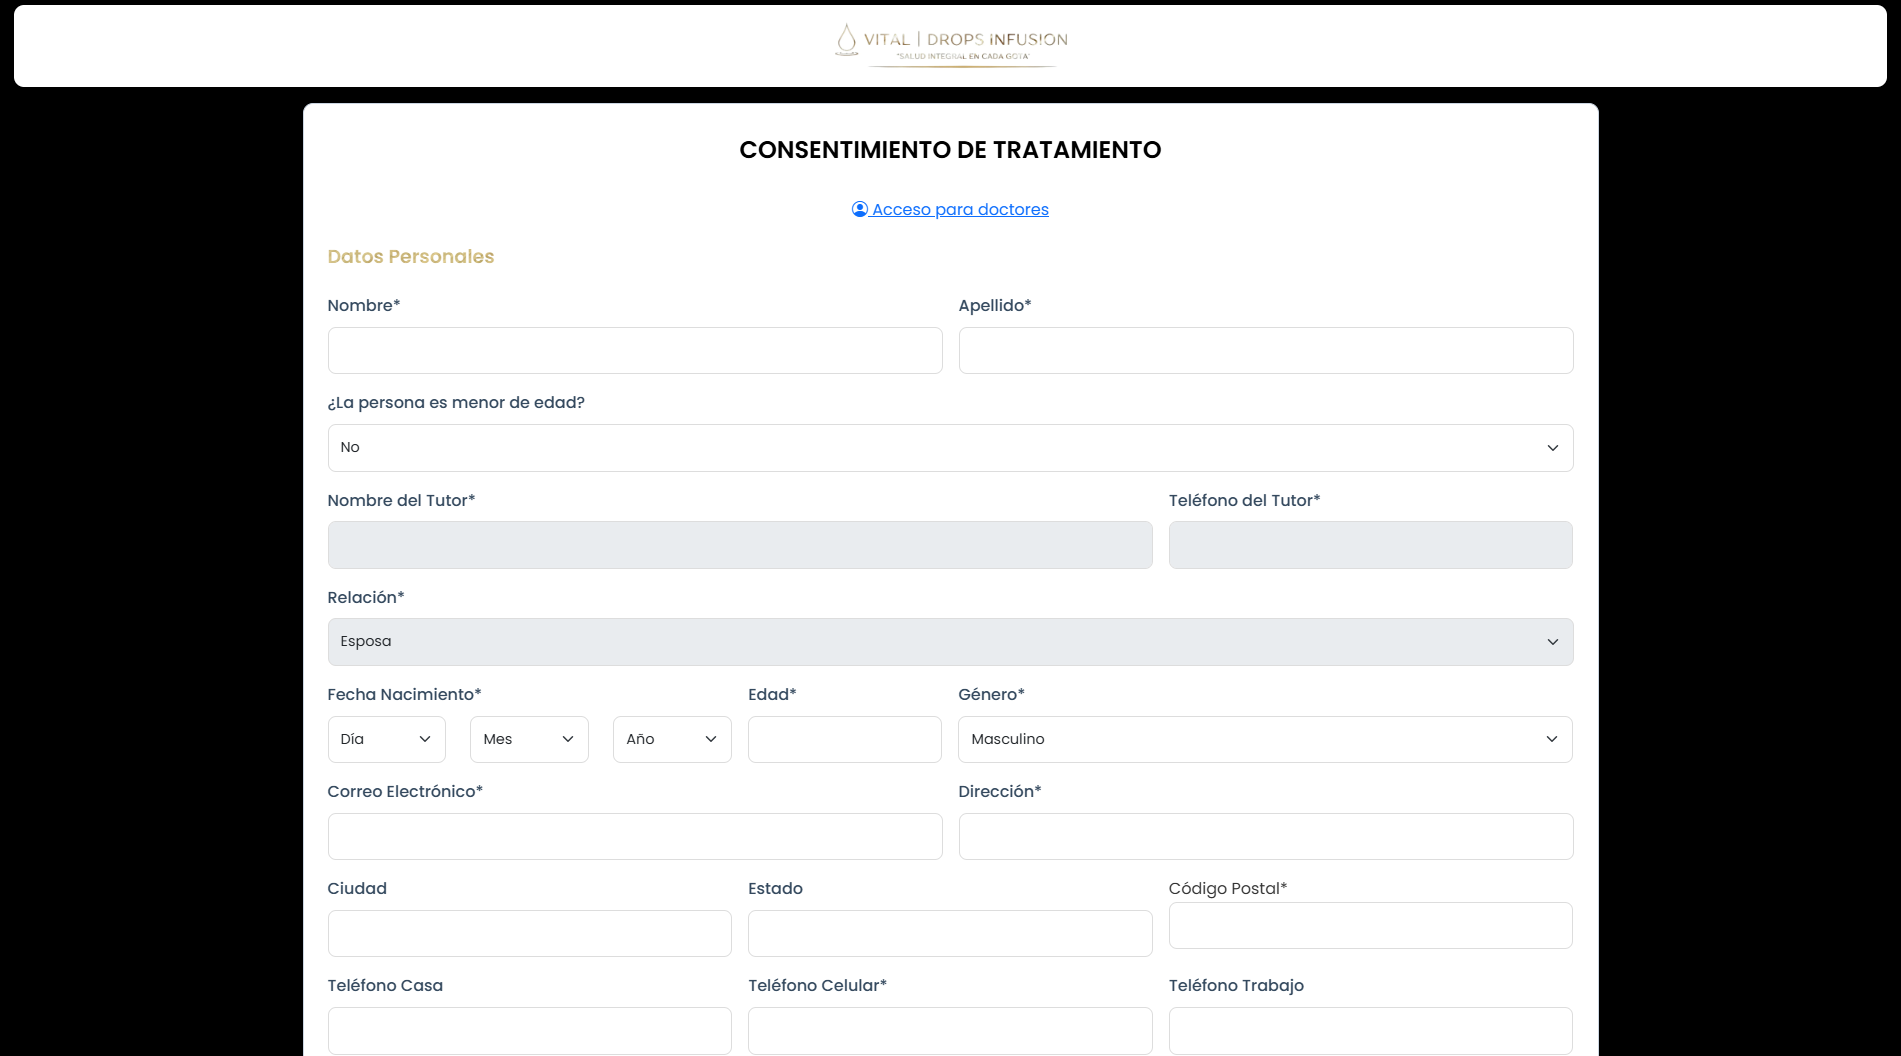 VITAL | DROPS INFUSION
"SALUD INTEGRAL EN CADA GOTA"
CONSENTIMIENTO DE TRATAMIENTO
Acceso para doctores
Datos Personales
Nombre* Apellido*
¿La persona es menor de edad?
No
Nombre del Tutor* Teléfono del Tutor*
Relación*
Esposa
Fecha Nacimiento* Edad* Género*
Día Mes Año Masculino
Correo Electrónico* Dirección*
Ciudad Estado Código Postal*
Teléfono Casa Teléfono Celular* Teléfono Trabajo